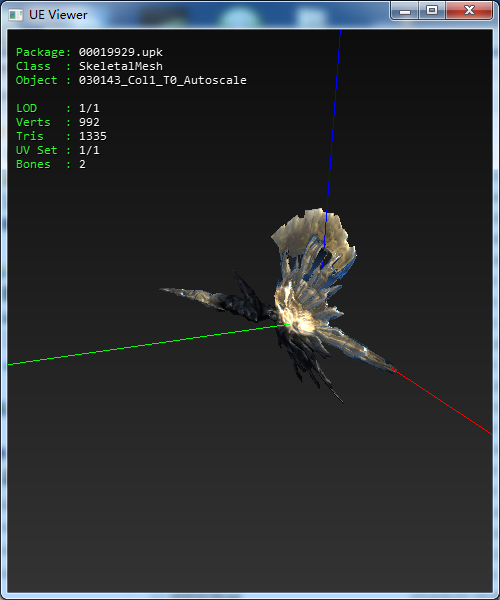 UE Viewer
Package: 00019929.upk
Class : SkeletalMesh
Object : 030143_Col1_T0_Autoscale
LOD : 1/1
Verts : 992
Tris : 1335
UV Set : 1/1
Bones : 2